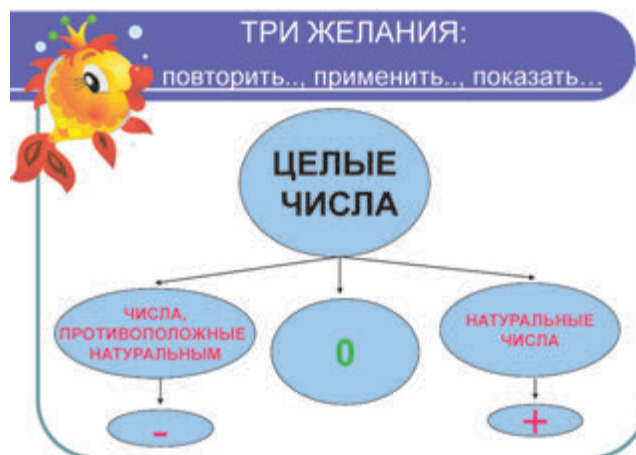 ТРИ ЖЕЛАНИЯ:
повторить.., применить.., показать...
ЦЕЛЫЕ
ЧИСЛА
ЧИСЛА,
ПРОТИВОПОЛОЖНЫЕ
НАТУРАЛЬНЫМ
0
НАТУРАЛЬНЫЕ
ЧИСЛА
-
+